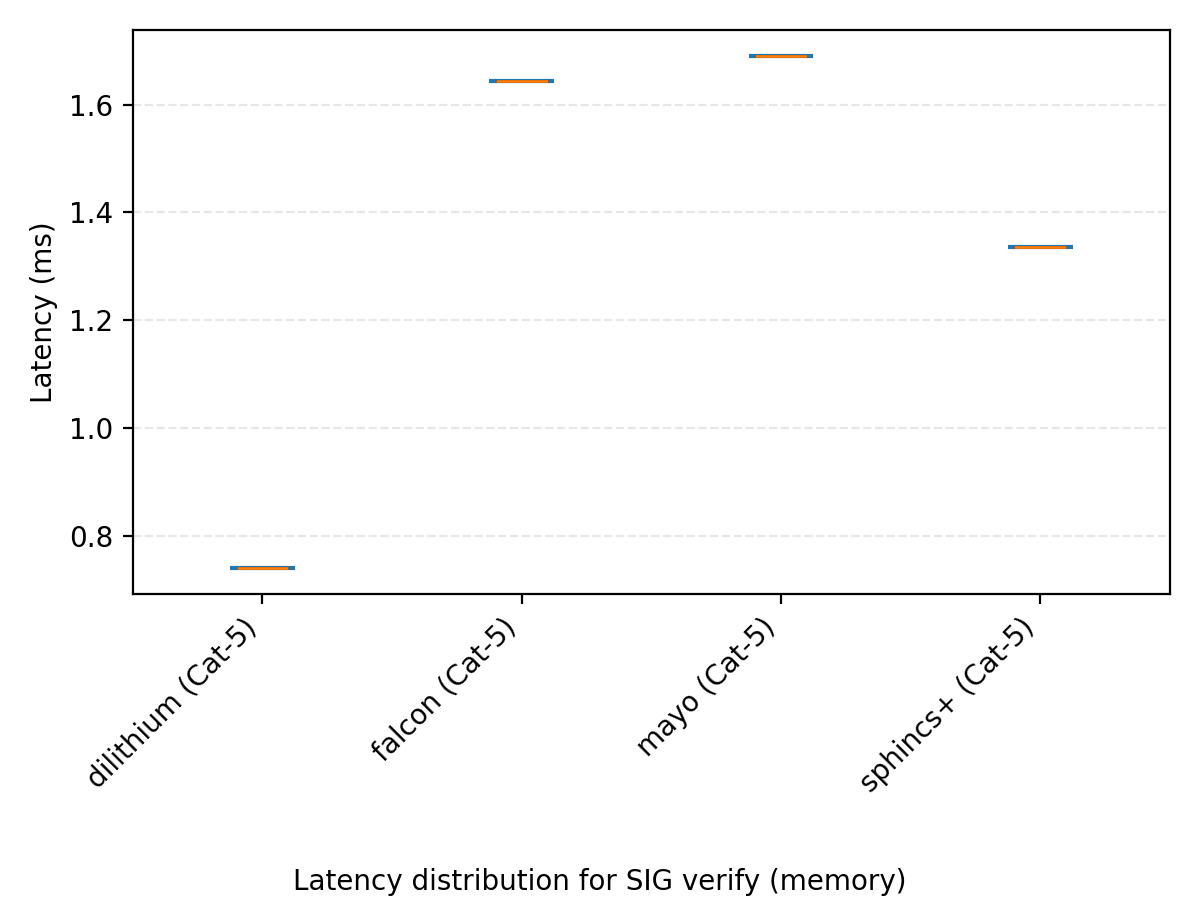 Latency (ms)
1.6
1.4
1.2
1.0
0.8
dilithium (Cat-5)
falcon (Cat-5)
mayo (Cat-5)
sphincs+ (Cat-5)
Latency distribution for SIG verify (memory)